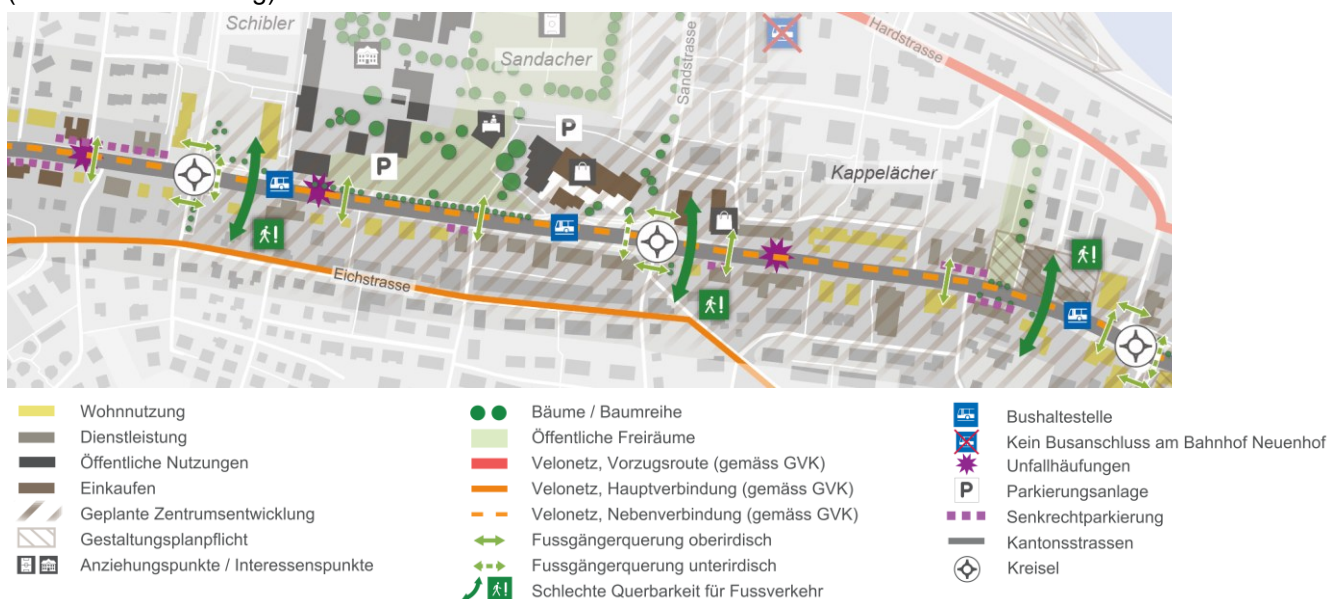 Schibler
Sandacher
Sandstrasse
Hardstrasse
P
P
Kappelächer
Eichstrasse
Wohnnutzung
Dienstleistung
Öffentliche Nutzungen
Einkaufen
Geplante Zentrumsentwicklung
Gestaltungsplanpflicht
Anziehungspunkte / Interessenspunkte
Bäume / Baumreihe
Öffentliche Freiräume
Velonetz, Vorzugsroute (gemäss GVK)
Velonetz, Hauptverbindung (gemäss GVK)
Velonetz, Nebenverbindung (gemäss GVK)
Fussgängerquerung oberirdisch
Fussgängerquerung unterirdisch
Schlechte Querbarkeit für Fussverkehr
Bushaltestelle
Kein Busanschluss am Bahnhof Neuenhof
Unfallhäufungen
P Parkierungsanlage
Senkrechtparkierung
Kantonsstrassen
Kreisel